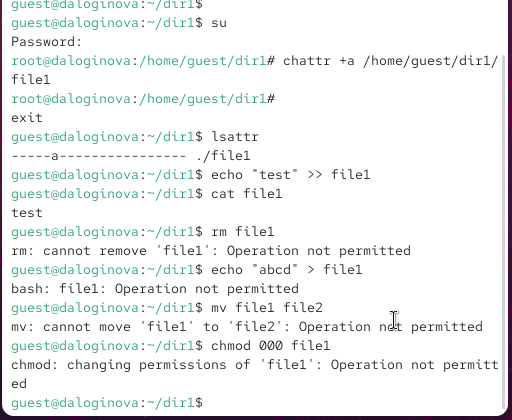 guest@daloginova:~/dir1$
guest@daloginova:~/dir1$ su
Password:
root@daloginova:/home/guest/dir1# chattr +a /home/guest/dir1/
file1
root@daloginova:/home/guest/dir1#
exit
guest@daloginova:~/dir1$ lsattr
-----a---------------- ./file1
guest@daloginova:~/dir1$ echo "test" >> file1
guest@daloginova:~/dir1$ cat file1
test
guest@daloginova:~/dir1$ rm file1
rm: cannot remove 'file1': Operation not permitted
guest@daloginova:~/dir1$ echo "abcd" > file1
bash: file1: Operation not permitted
guest@daloginova:~/dir1$ mv file1 file2
mv: cannot move 'file1' to 'file2': Operation not permitted
guest@daloginova:~/dir1$ chmod 000 file1
chmod: changing permissions of 'file1': Operation not permitt
ed
guest@daloginova:~/dir1$